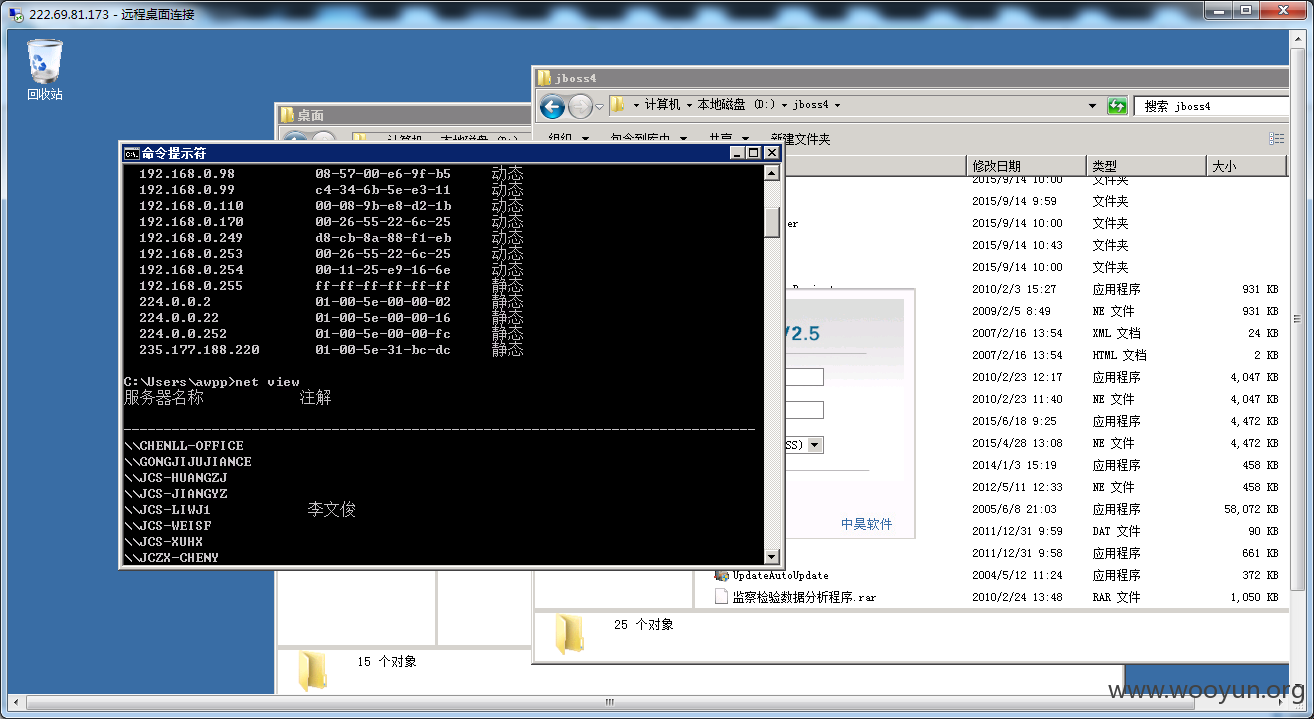 222.69.81.173 - 远程桌面连接
回收站
桌面
jboss4
计算机 本地磁盘 (D:) jboss4
搜索 jboss4
组织 包含到库中 共享 新建文件夹
计算机 本地磁盘 (D:)
修改日期 类型 大小
2015/9/14 10:00 文件夹
2015/9/14 9:59 文件夹
er 2015/9/14 10:00 文件夹
2015/9/14 10:43 文件夹
2015/9/14 10:00 文件夹
2010/2/3 15:27 应用程序 931 KB
2009/2/5 8:49 NE 文件 931 KB
2007/2/16 13:54 XML 文档 24 KB
2007/2/16 13:54 HTML 文档 2 KB
2010/2/23 12:17 应用程序 4,047 KB
2010/2/23 11:40 NE 文件 4,047 KB
2015/6/18 9:25 应用程序 4,472 KB
2015/4/28 13:08 NE 文件 4,472 KB
2014/1/3 15:19 应用程序 458 KB
2012/5/11 12:33 NE 文件 458 KB
2005/6/8 21:03 应用程序 58,072 KB
2011/12/31 9:59 DAT 文件 90 KB
2011/12/31 9:58 应用程序 661 KB
UpdateAutoUpdate 2004/5/12 11:24 应用程序 372 KB
监察检验数据分析程序.rar 2010/2/24 13:48 RAR 文件 1,050 KB
25 个对象
15 个对象
V2.5
SS)
中昊软件
命令提示符
192.168.0.98 08-57-00-e6-9f-b5 动态
192.168.0.99 c4-34-6b-5e-e3-11 动态
192.168.0.110 00-08-9b-e8-d2-1b 动态
192.168.0.170 00-26-55-22-6c-25 动态
192.168.0.249 d8-cb-8a-88-f1-eb 动态
192.168.0.253 00-26-55-22-6c-25 动态
192.168.0.254 00-11-25-e9-16-6e 动态
192.168.0.255 ff-ff-ff-ff-ff-ff 静态
224.0.0.2 01-00-5e-00-00-02 静态
224.0.0.22 01-00-5e-00-00-16 静态
224.0.0.252 01-00-5e-00-00-fc 静态
235.177.188.220 01-00-5e-31-bc-dc 静态
C:\Users\awpp>net view
服务器名称 注解
-------------------------------------------------------------------------------
\\CHENLL-OFFICE
\\GONGJIJUJIANCE
\\JCS-HUANGZJ
\\JCS-JIANGYZ
\\JCS-LIWJ1 李文俊
\\JCS-WEISF
\\JCS-XUHX
\\JCZX-CHENY
www.wooyun.org